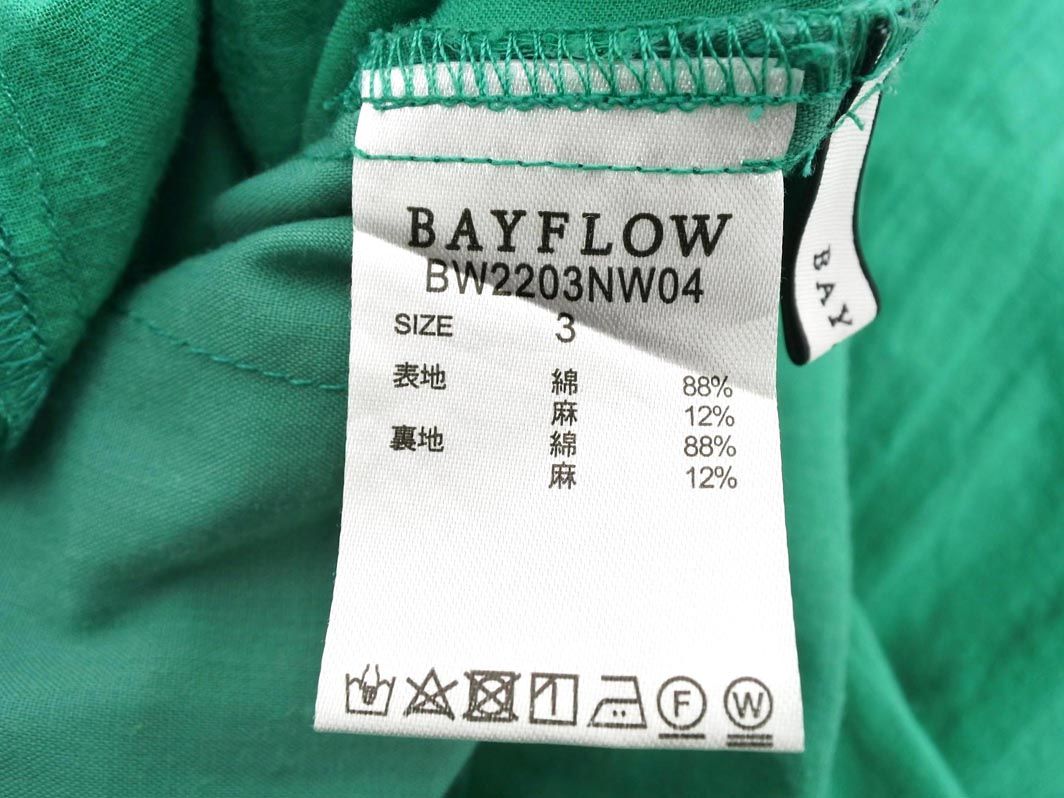 BAYFLOW
BW2203NW04
SIZE 3
表地 綿 88%
麻 12%
裏地 綿 88%
麻 12%
F W
BAY